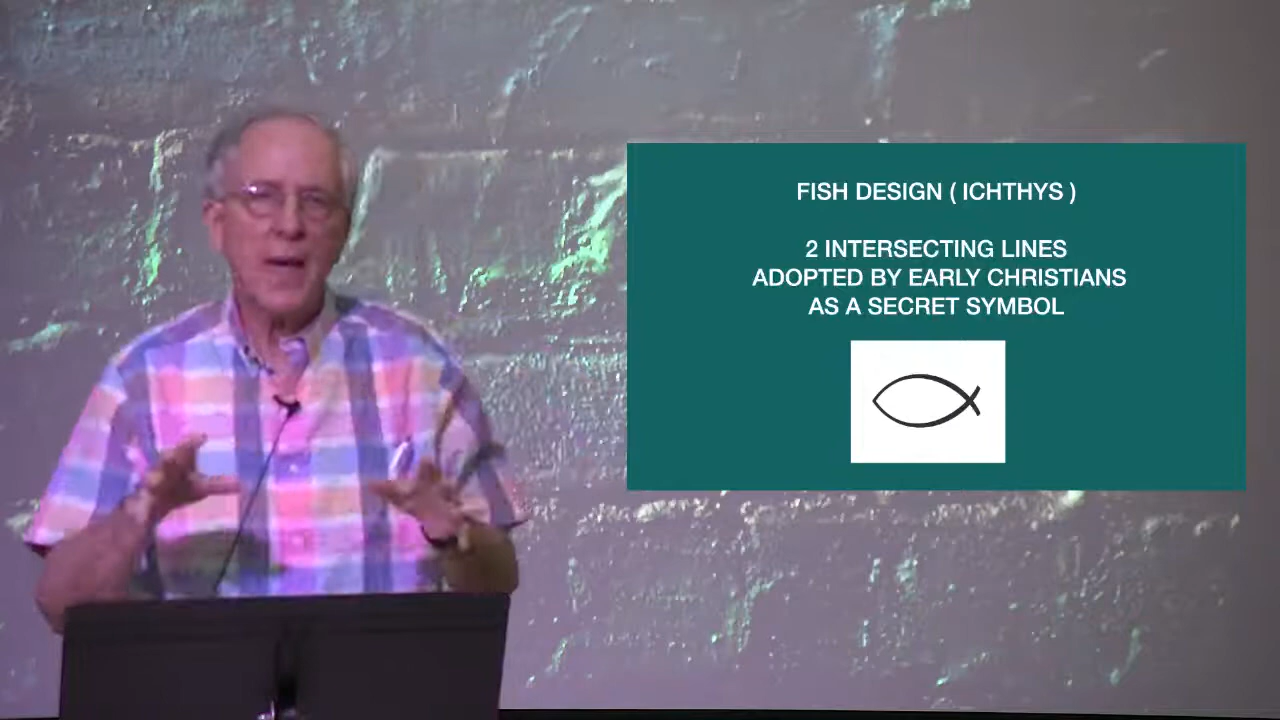 FISH DESIGN ( ICHTHYS )
2 INTERSECTING LINES
ADOPTED BY EARLY CHRISTIANS
AS A SECRET SYMBOL